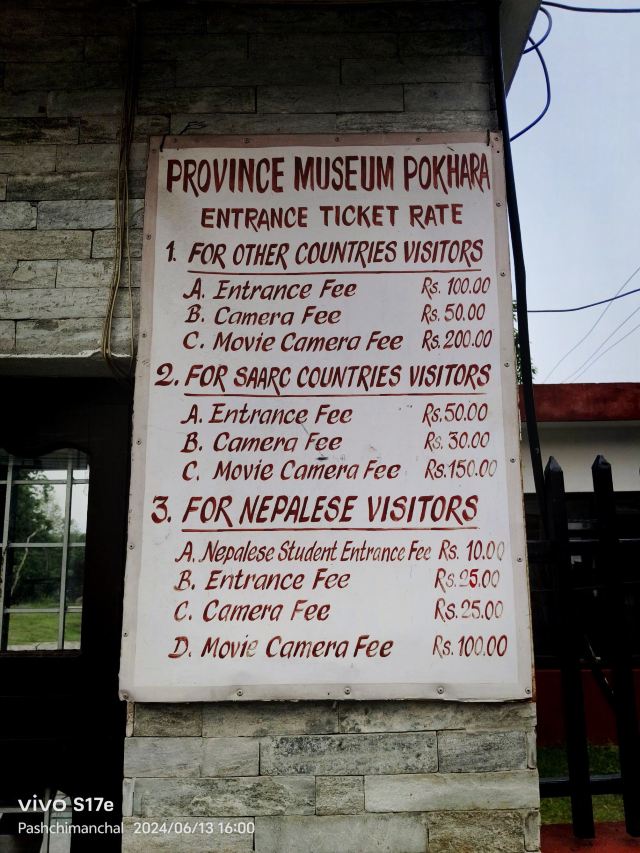 PROVINCE MUSEUM POKHARA
ENTRANCE TICKET RATE
1. FOR OTHER COUNTRIES VISITORS
A. Entrance Fee Rs. 100.00
B. Camera Fee Rs. 50.00
C. Movie Camera Fee Rs. 200.00
2. FOR SAARC COUNTRIES VISITORS
A. Entrance Fee Rs. 50.00
B. Camera Fee Rs. 30.00
C. Movie Camera Fee Rs. 150.00
3. FOR NEPALESE VISITORS
A. Nepalese Student Entrance Fee Rs. 10.00
B. Entrance Fee Rs. 25.00
C. Camera Fee Rs. 25.00
D. Movie Camera Fee Rs. 100.00
vivo S17e
Pashchimanchal 2024/06/13 16:00